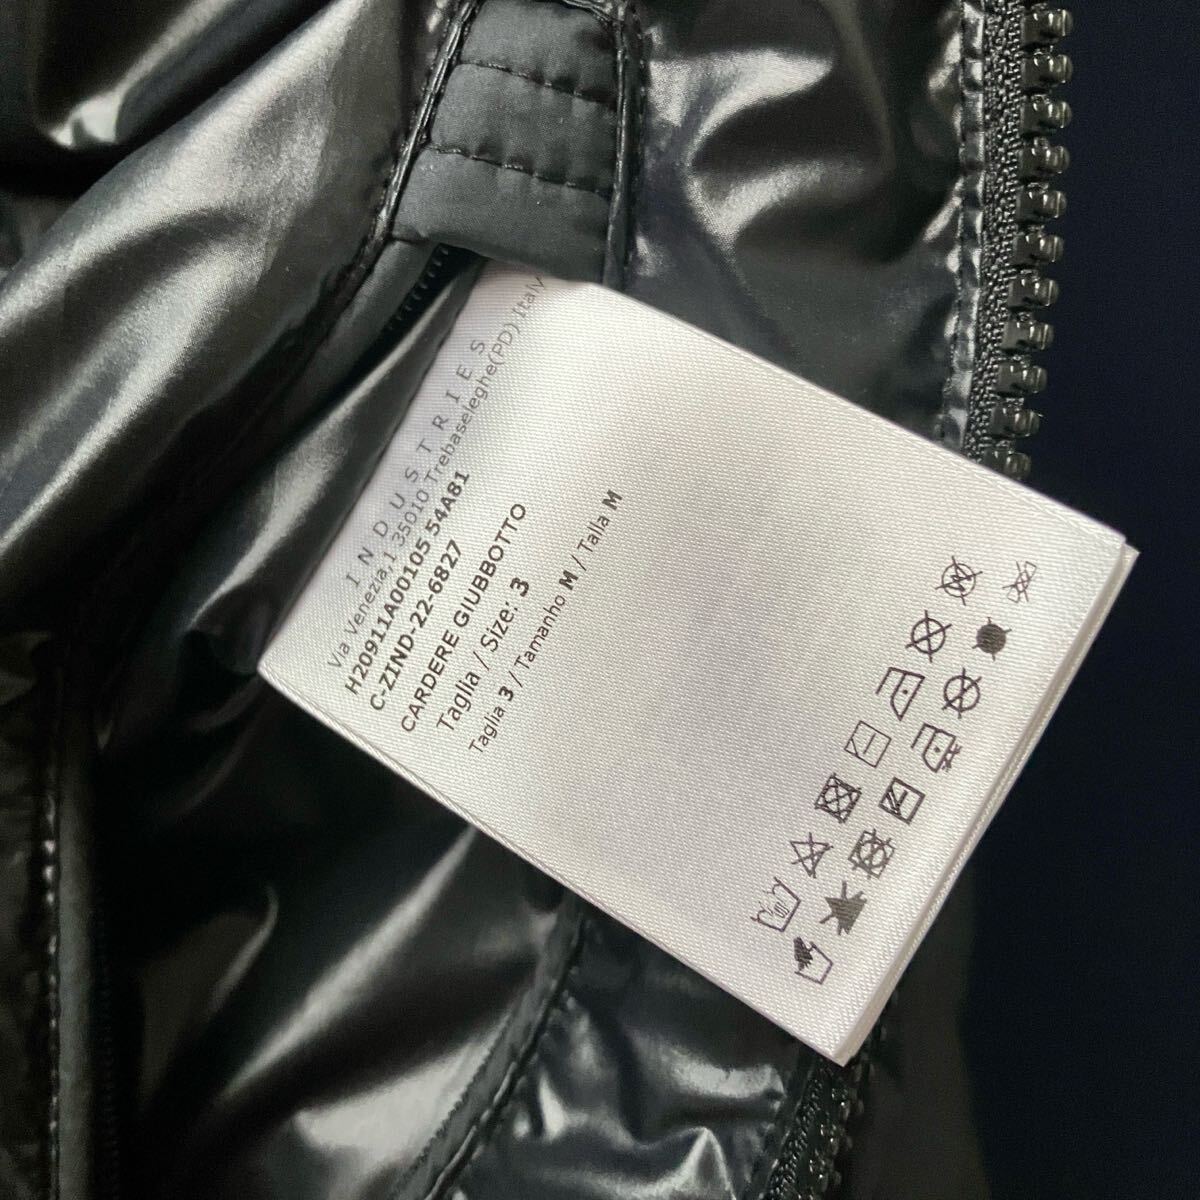 INDUSTRIES
Via Venezia,1 35010 Trebaseleghe(PD) Italy
H20911A00105 54A81
C-ZIND-22-6827
CARDERE GIUBBOTTO
Taglia / Size: 3
Taglia 3 / Tamanho M / Talla M